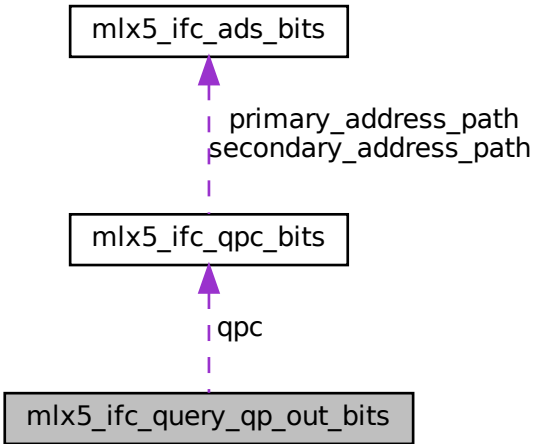 mlx5_ifc_ads_bits
primary_address_path
secondary_address_path
mlx5_ifc_qpc_bits
qpc
mlx5_ifc_query_qp_out_bits